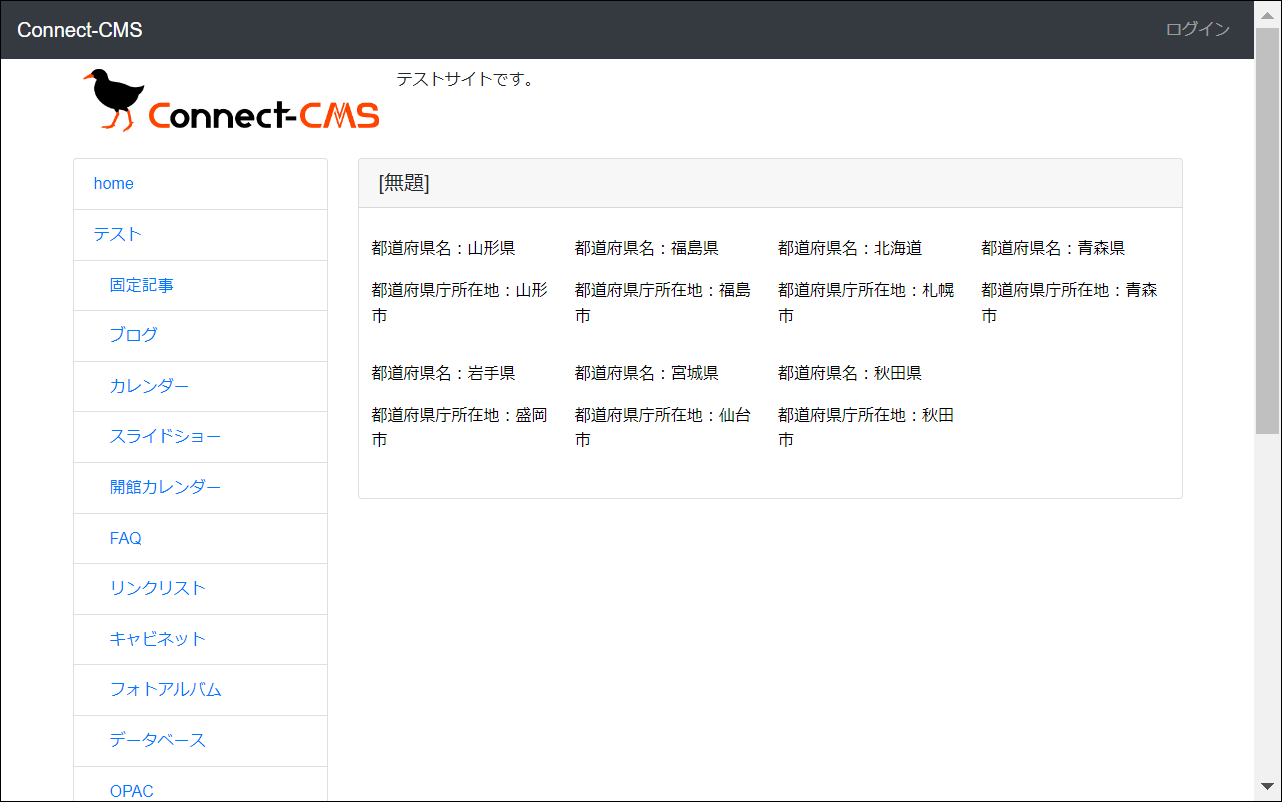 Connect-CMS
ログイン
Connect-CMS
テストサイトです。
home
テスト
固定記事
ブログ
カレンダー
スライドショー
開館カレンダー
FAQ
リンクリスト
キャビネット
フォトアルバム
データベース
OPAC
[無題]
都道府県名：山形県
都道府県庁所在地：山形
市
都道府県名：福島県
都道府県庁所在地：福島
市
都道府県名：北海道
都道府県庁所在地：札幌
市
都道府県名：青森県
都道府県庁所在地：青森
市
都道府県名：岩手県
都道府県庁所在地：盛岡
市
都道府県名：宮城県
都道府県庁所在地：仙台
市
都道府県名：秋田県
都道府県庁所在地：秋田
市